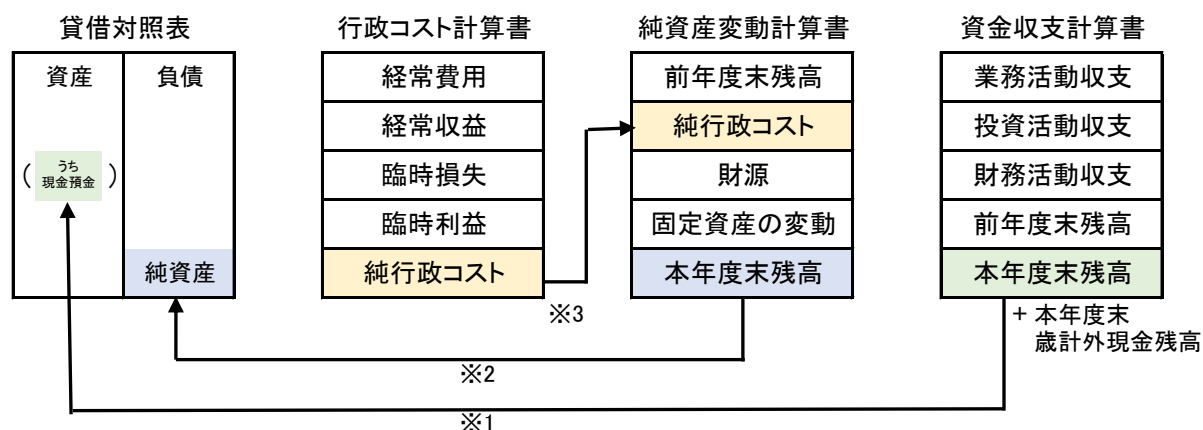 貸借対照表
資産
負債
(うち
現金預金)
純資産
行政コスト計算書
経常費用
経常収益
臨時損失
臨時利益
純行政コスト
純資産変動計算書
前年度末残高
純行政コスト
財源
固定資産の変動
本年度末残高
資金収支計算書
業務活動収支
投資活動収支
財務活動収支
前年度末残高
本年度末残高
+ 本年度末
歳計外現金残高
※3
※2
※1